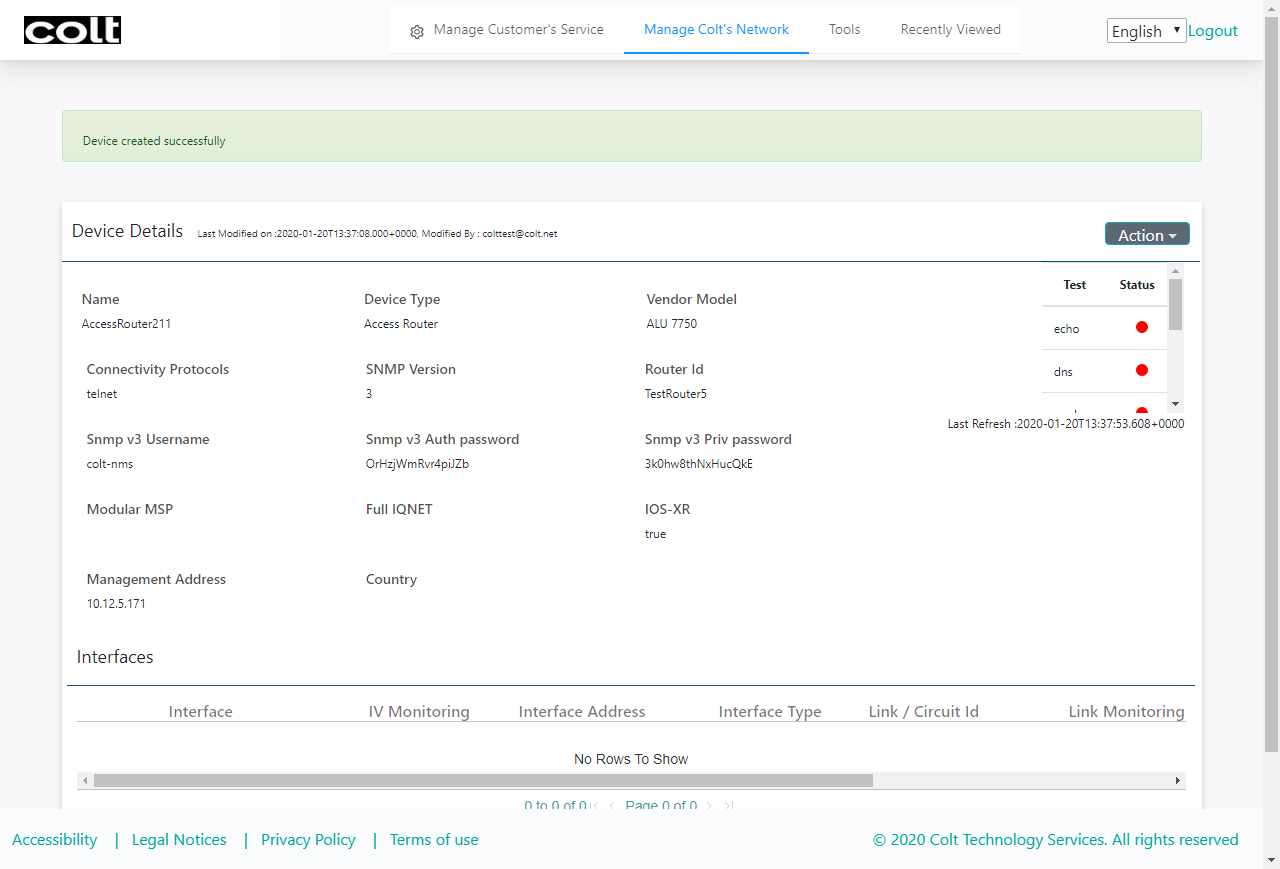 colt
Manage Customer's Service
Manage Colt's Network
Tools
Recently Viewed
English
Logout
Device created successfully
Device Details Last Modified on :2020-01-20T13:37:08.000+0000, Modified By : colttest@colt.net
Action
Name Device Type Vendor Model
AccessRouter211 Access Router ALU 7750
Test Status
echo
dns
Connectivity Protocols SNMP Version Router Id
telnet 3 TestRouter5
Last Refresh :2020-01-20T13:37:53.608+0000
Snmp v3 Username Snmp v3 Auth password Snmp v3 Priv password
colt-nms OrHzjWmRvr4piJZb 3k0hw8thNxHucQkE
Modular MSP Full IQNET IOS-XR
true
Management Address Country
10.12.5.171
Interfaces
Interface IV Monitoring Interface Address Interface Type Link / Circuit Id Link Monitoring
No Rows To Show
0 to 0 of 0 Page 0 of 0
Accessibility | Legal Notices | Privacy Policy | Terms of use
© 2020 Colt Technology Services. All rights reserved